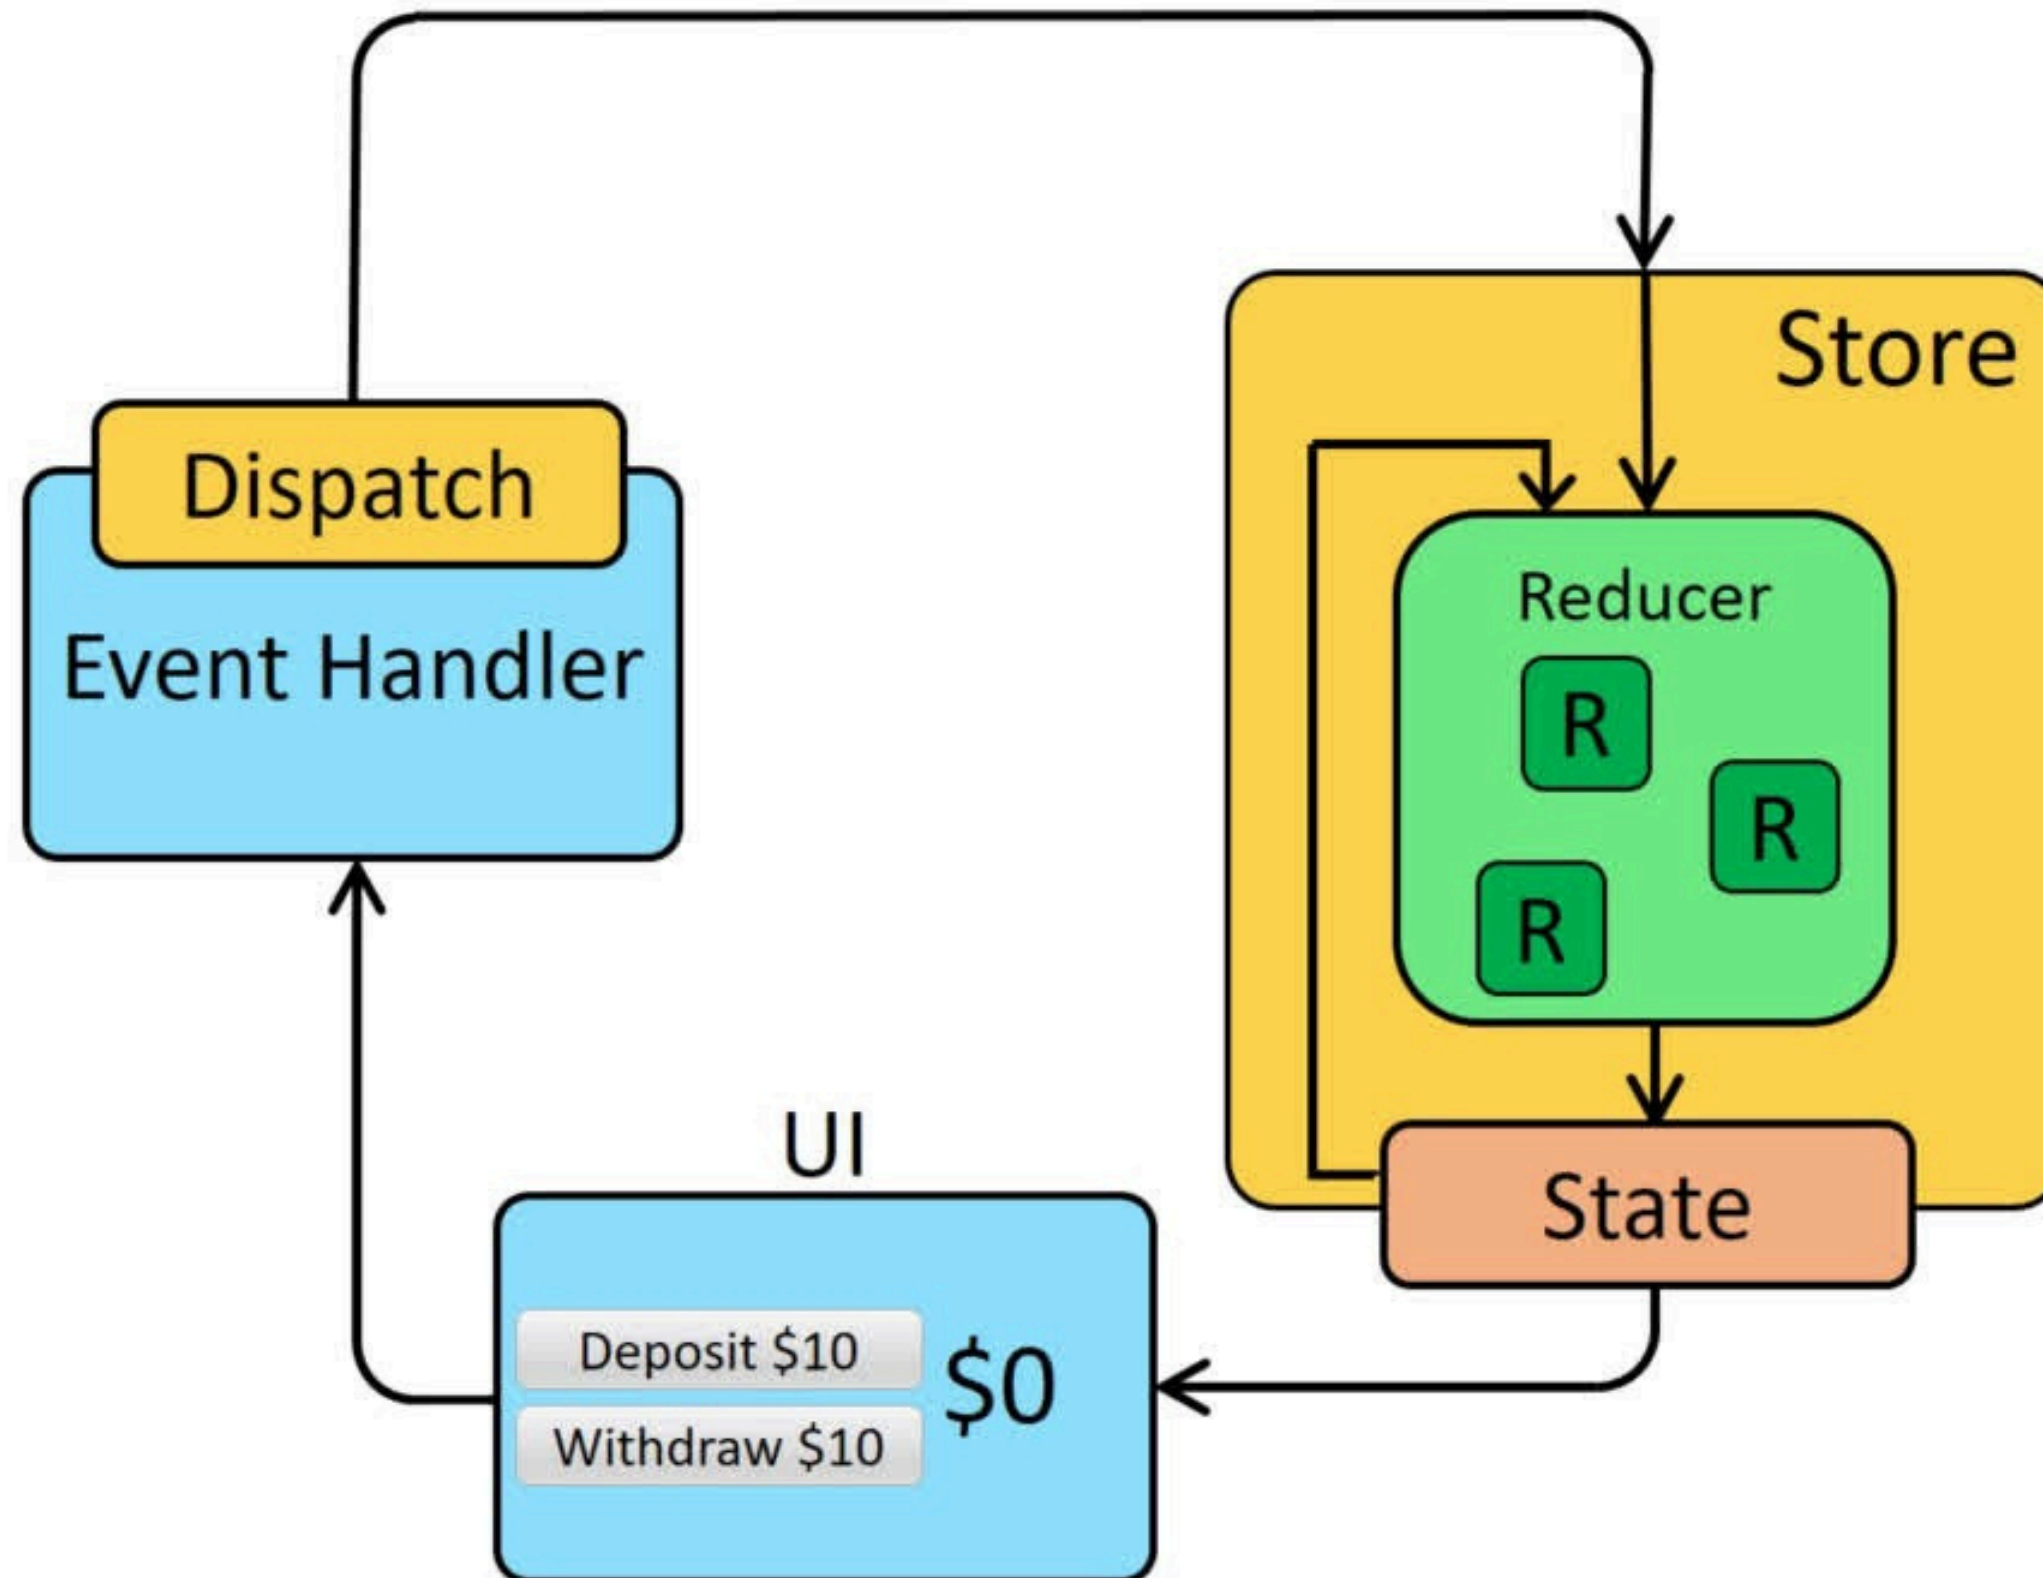 Store
Dispatch
Event Handler
Reducer
R
R
R
UI
State
Deposit $10
$0
Withdraw $10